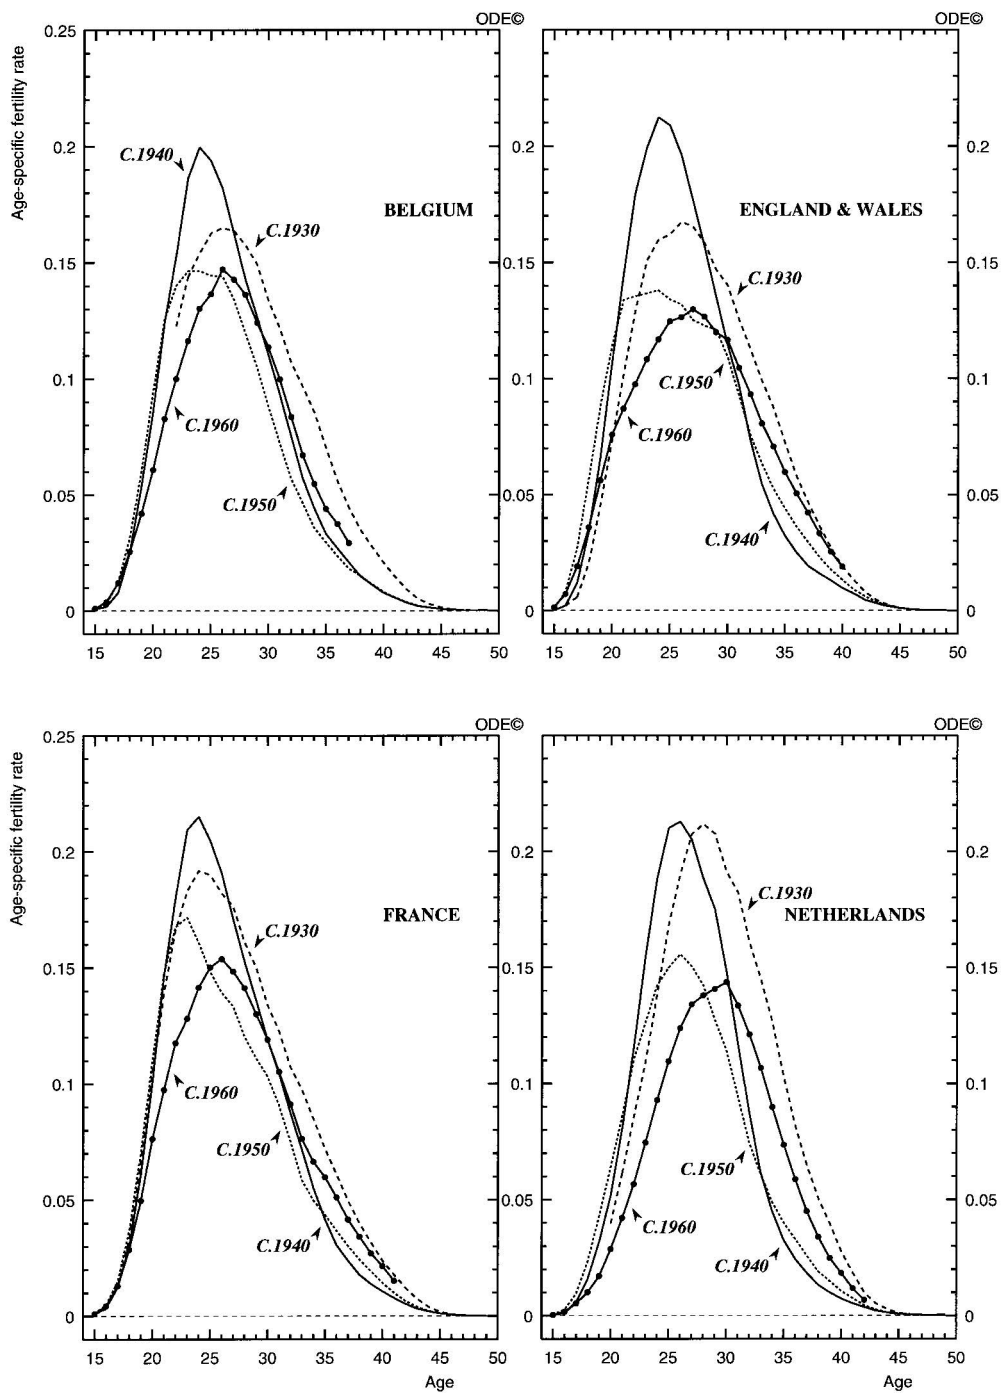 ODE© ODE©
Age-specific fertility rate
0.25
0.2
0.15
0.1
0.05
0
C.1940
C.1930
BELGIUM
C.1960
C.1950
15 20 25 30 35 40 45 50
ENGLAND & WALES
C.1930
C.1950
C.1960
C.1940
0.2
0.15
0.1
0.05
0
0.2
0.15
0.1
0.05
0
15 20 25 30 35 40 45 50
ODE© ODE©
Age-specific fertility rate
0.25
0.2
0.15
0.1
0.05
0
FRANCE
C.1930
C.1960
C.1950
C.1940
15 20 25 30 35 40 45 50
Age
C.1930
NETHERLANDS
C.1950
C.1960
C.1940
0.2
0.15
0.1
0.05
0
0.2
0.15
0.1
0.05
0
15 20 25 30 35 40 45 50
Age